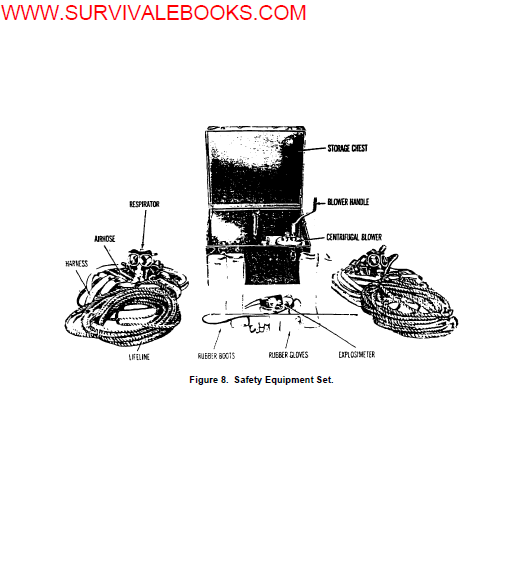 WWW.SURVIVALEBOOKS.COM
STORAGE CHEST
RESPIRATOR
BLOWER HANDLE
AIRHOSE
CENTRIFUGAL BLOWER
HARNESS
LIFELINE
RUBBER BOOTS
RUBBER GLOVES
EXPLOSIMETER
Figure 8. Safety Equipment Set.